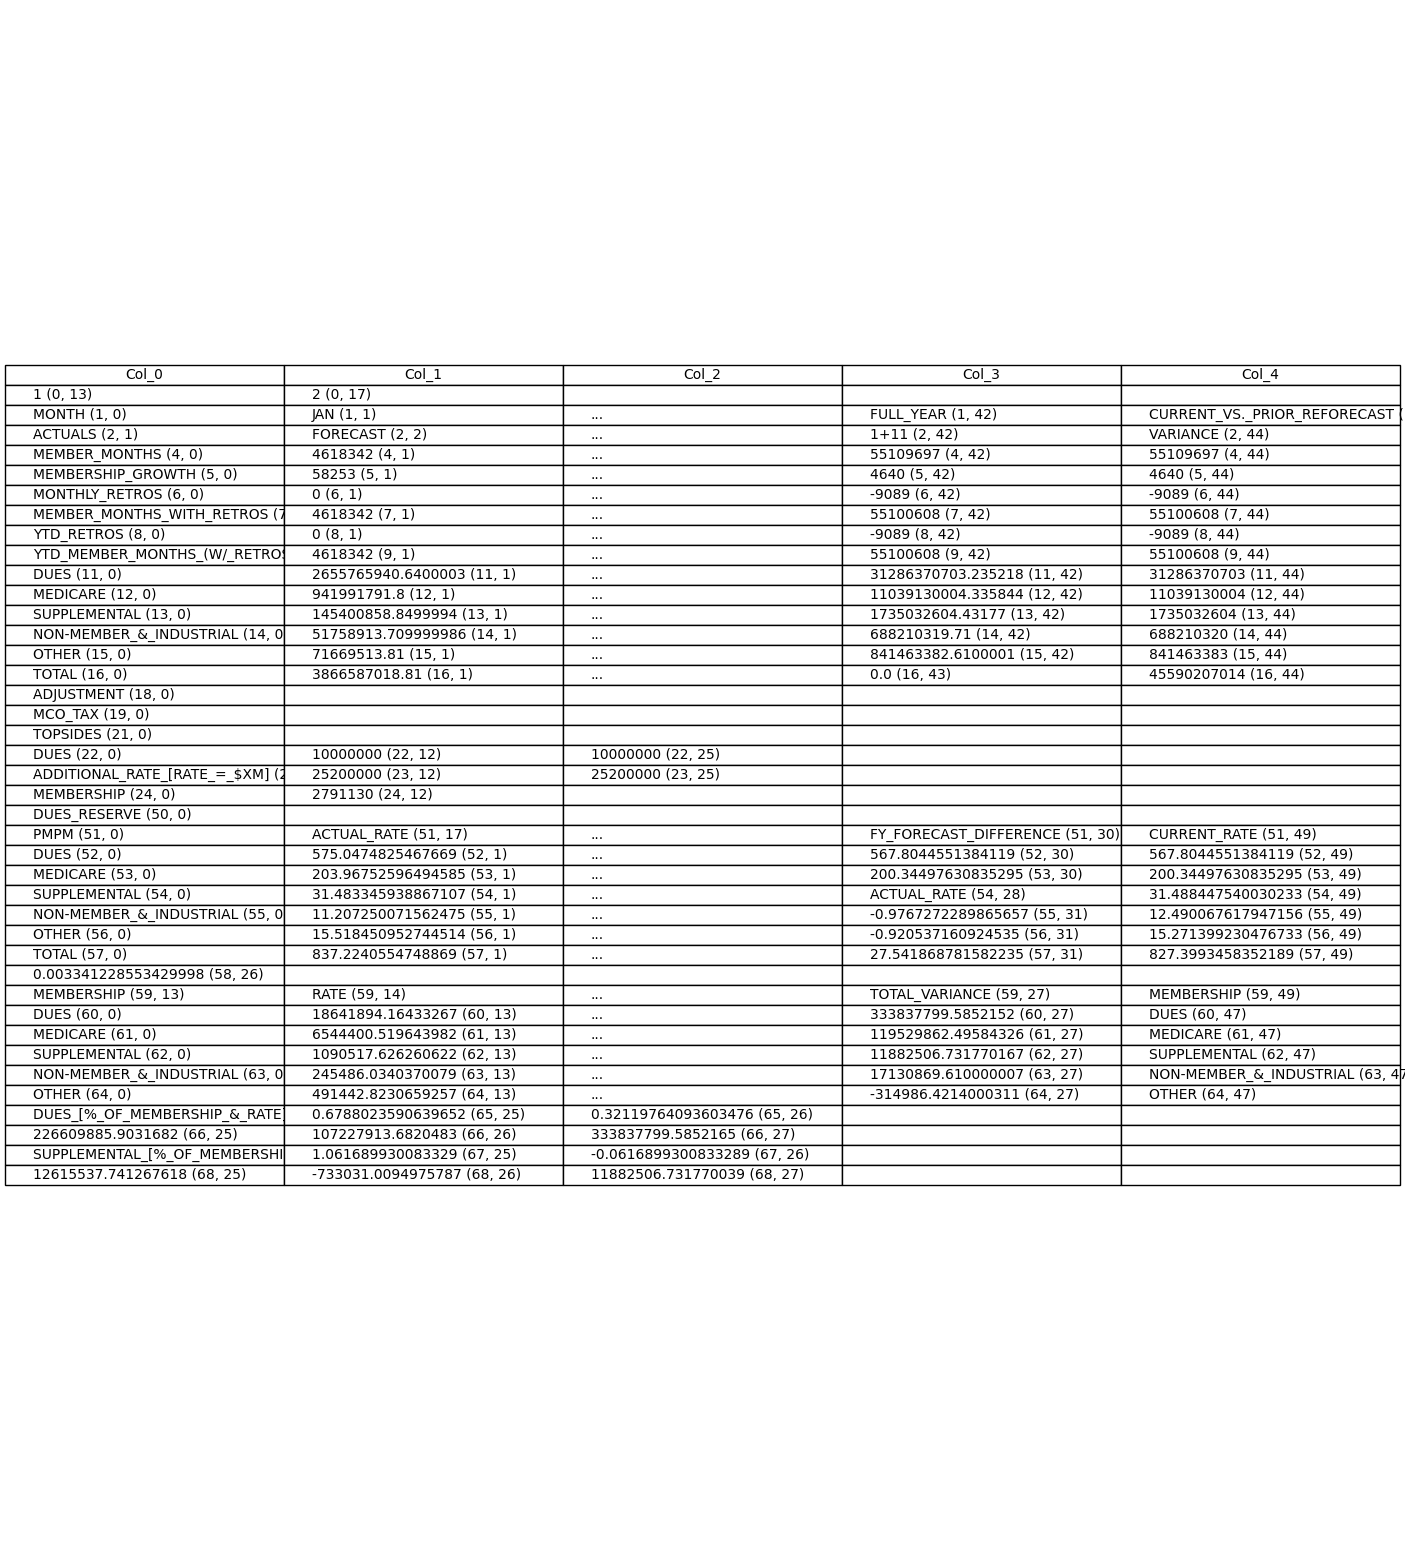 Col_0 Col_1 Col_2 Col_3 Col_4
1 (0, 13) 2 (0, 17)
MONTH (1, 0) JAN (1, 1) ... FULL_YEAR (1, 42) CURRENT_VS._PRIOR_REFORECAST (
ACTUALS (2, 1) FORECAST (2, 2) ... 1+11 (2, 42) VARIANCE (2, 44)
MEMBER_MONTHS (4, 0) 4618342 (4, 1) ... 55109697 (4, 42) 55109697 (4, 44)
MEMBERSHIP_GROWTH (5, 0) 58253 (5, 1) ... 4640 (5, 42) 4640 (5, 44)
MONTHLY_RETROS (6, 0) 0 (6, 1) ... -9089 (6, 42) -9089 (6, 44)
MEMBER_MONTHS_WITH_RETROS (7 4618342 (7, 1) ... 55100608 (7, 42) 55100608 (7, 44)
YTD_RETROS (8, 0) 0 (8, 1) ... -9089 (8, 42) -9089 (8, 44)
YTD_MEMBER_MONTHS_(W/_RETROS 4618342 (9, 1) ... 55100608 (9, 42) 55100608 (9, 44)
DUES (11, 0) 2655765940.6400003 (11, 1) ... 31286370703.235218 (11, 42) 31286370703 (11, 44)
MEDICARE (12, 0) 941991791.8 (12, 1) ... 11039130004.335844 (12, 42) 11039130004 (12, 44)
SUPPLEMENTAL (13, 0) 145400858.8499994 (13, 1) ... 1735032604.43177 (13, 42) 1735032604 (13, 44)
NON-MEMBER_&_INDUSTRIAL (14, 0 51758913.709999986 (14, 1) ... 688210319.71 (14, 42) 688210320 (14, 44)
OTHER (15, 0) 71669513.81 (15, 1) ... 841463382.6100001 (15, 42) 841463383 (15, 44)
TOTAL (16, 0) 3866587018.81 (16, 1) ... 0.0 (16, 43) 45590207014 (16, 44)
ADJUSTMENT (18, 0)
MCO_TAX (19, 0)
TOPSIDES (21, 0)
DUES (22, 0) 10000000 (22, 12) 10000000 (22, 25)
ADDITIONAL_RATE_[RATE_=_$XM] (2 25200000 (23, 12) 25200000 (23, 25)
MEMBERSHIP (24, 0) 2791130 (24, 12)
DUES_RESERVE (50, 0)
PMPM (51, 0) ACTUAL_RATE (51, 17) ... FY_FORECAST_DIFFERENCE (51, 30) CURRENT_RATE (51, 49)
DUES (52, 0) 575.0474825467669 (52, 1) ... 567.8044551384119 (52, 30) 567.8044551384119 (52, 49)
MEDICARE (53, 0) 203.96752596494585 (53, 1) ... 200.34497630835295 (53, 30) 200.34497630835295 (53, 49)
SUPPLEMENTAL (54, 0) 31.483345938867107 (54, 1) ... ACTUAL_RATE (54, 28) 31.488447540030233 (54, 49)
NON-MEMBER_&_INDUSTRIAL (55, 0 11.207250071562475 (55, 1) ... -0.9767272289865657 (55, 31) 12.490067617947156 (55, 49)
OTHER (56, 0) 15.518450952744514 (56, 1) ... -0.920537160924535 (56, 31) 15.271399230476733 (56, 49)
TOTAL (57, 0) 837.2240554748869 (57, 1) ... 27.541868781582235 (57, 31) 827.3993458352189 (57, 49)
0.003341228553429998 (58, 26)
MEMBERSHIP (59, 13) RATE (59, 14) ... TOTAL_VARIANCE (59, 27) MEMBERSHIP (59, 49)
DUES (60, 0) 18641894.16433267 (60, 13) ... 333837799.5852152 (60, 27) DUES (60, 47)
MEDICARE (61, 0) 6544400.519643982 (61, 13) ... 119529862.49584326 (61, 27) MEDICARE (61, 47)
SUPPLEMENTAL (62, 0) 1090517.626260622 (62, 13) ... 11882506.731770167 (62, 27) SUPPLEMENTAL (62, 47)
NON-MEMBER_&_INDUSTRIAL (63, 0 245486.0340370079 (63, 13) ... 17130869.610000007 (63, 27) NON-MEMBER_&_INDUSTRIAL (63, 47
OTHER (64, 0) 491442.8230659257 (64, 13) ... -314986.4214000311 (64, 27) OTHER (64, 47)
DUES_[%_OF_MEMBERSHIP_&_RATE] 0.6788023590639652 (65, 25) 0.32119764093603476 (65, 26)
226609885.9031682 (66, 25) 107227913.6820483 (66, 26) 333837799.5852165 (66, 27)
SUPPLEMENTAL_[%_OF_MEMBERSHI 1.061689930083329 (67, 25) -0.0616899300833289 (67, 26)
12615537.741267618 (68, 25) -733031.0094975787 (68, 26) 11882506.731770039 (68, 27)